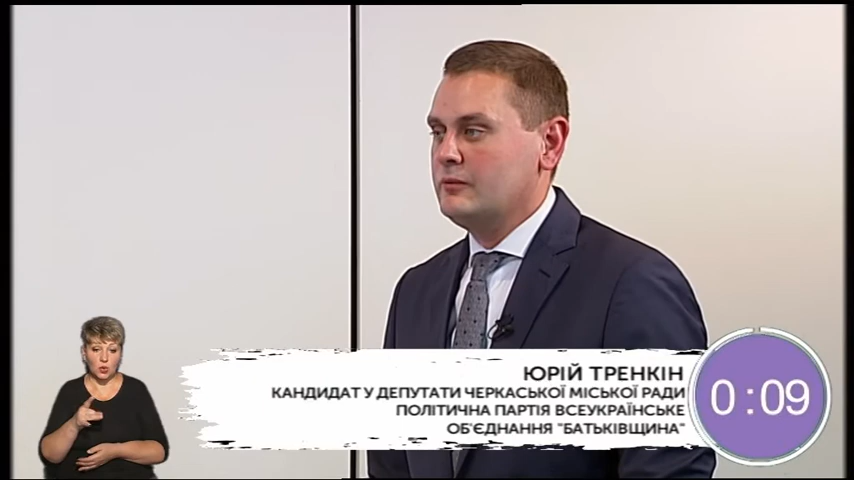 ЮРІЙ ТРЕНКІН
КАНДИДАТ У ДЕПУТАТИ ЧЕРКАСЬКОЇ МІСЬКОЇ РАДИ
ПОЛІТИЧНА ПАРТІЯ ВСЕУКРАЇНСЬКЕ
ОБ'ЄДНАННЯ "БАТЬКІВЩИНА"
0:09